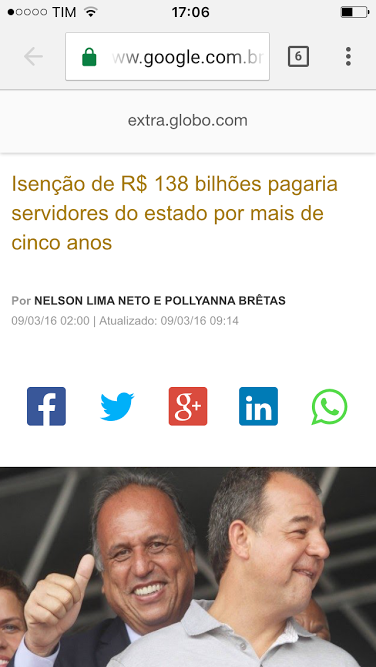 TIM 17:06
ww.google.com.br 6
extra.globo.com
Isenção de R$ 138 bilhões pagaria
servidores do estado por mais de
cinco anos
Por NELSON LIMA NETO E POLLYANNA BRÊTAS
09/03/16 02:00 | Atualizado: 09/03/16 09:14
f g+ in